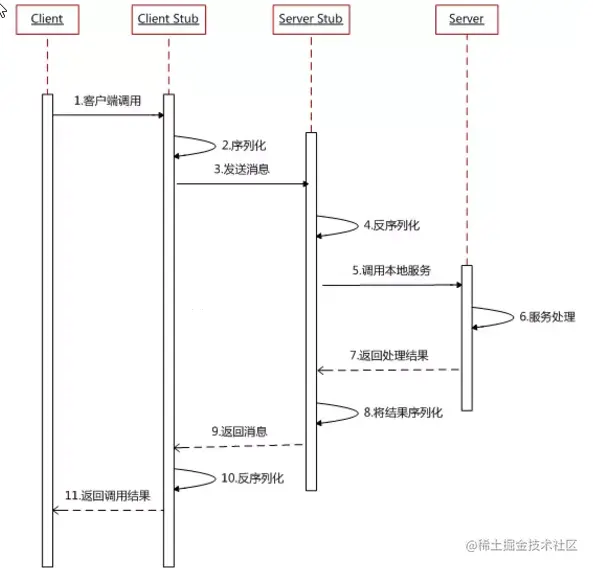 Client
Client Stub
Server Stub
Server
1.客户端调用
2.序列化
3.发送消息
4.反序列化
5.调用本地服务
6.服务处理
7.返回处理结果
8.将结果序列化
9.返回消息
10.反序列化
11.返回调用结果
@稀土掘金技术社区